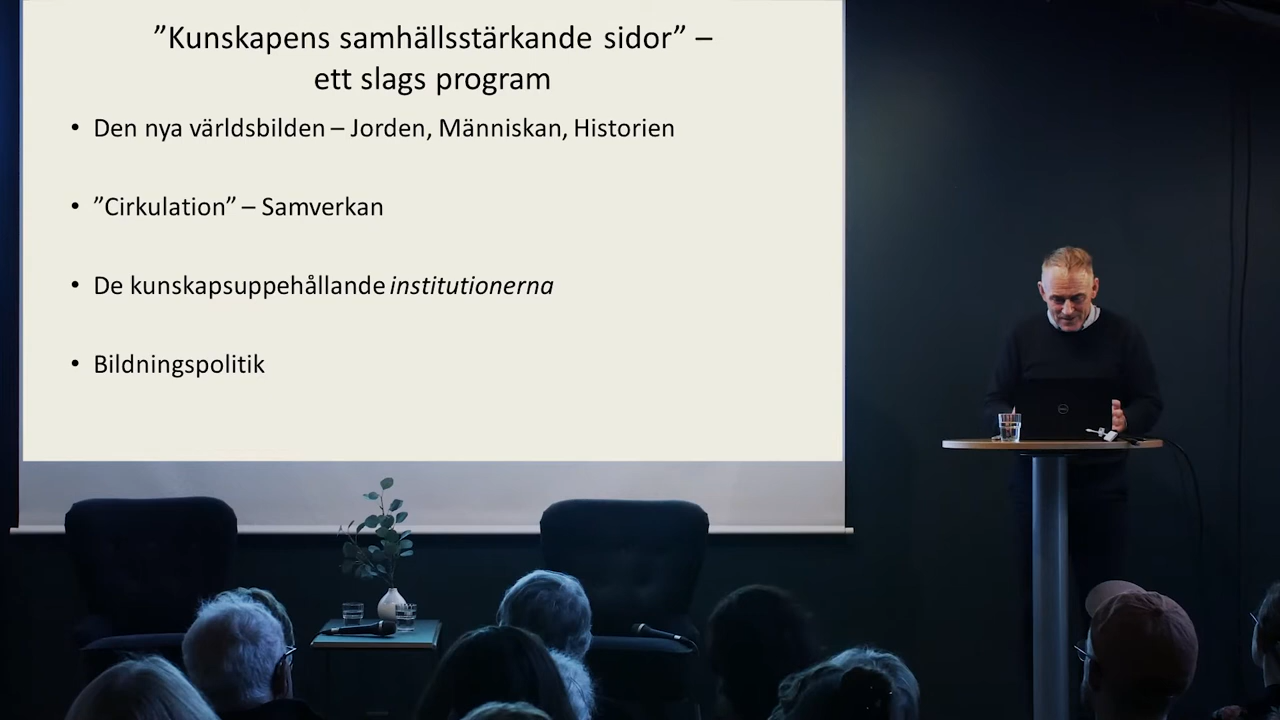 ”Kunskapens samhällsstärkande sidor” –
ett slags program
• Den nya världsbilden – Jorden, Människan, Historien
• ”Cirkulation” – Samverkan
• De kunskapsuppehållande institutionerna
• Bildningspolitik